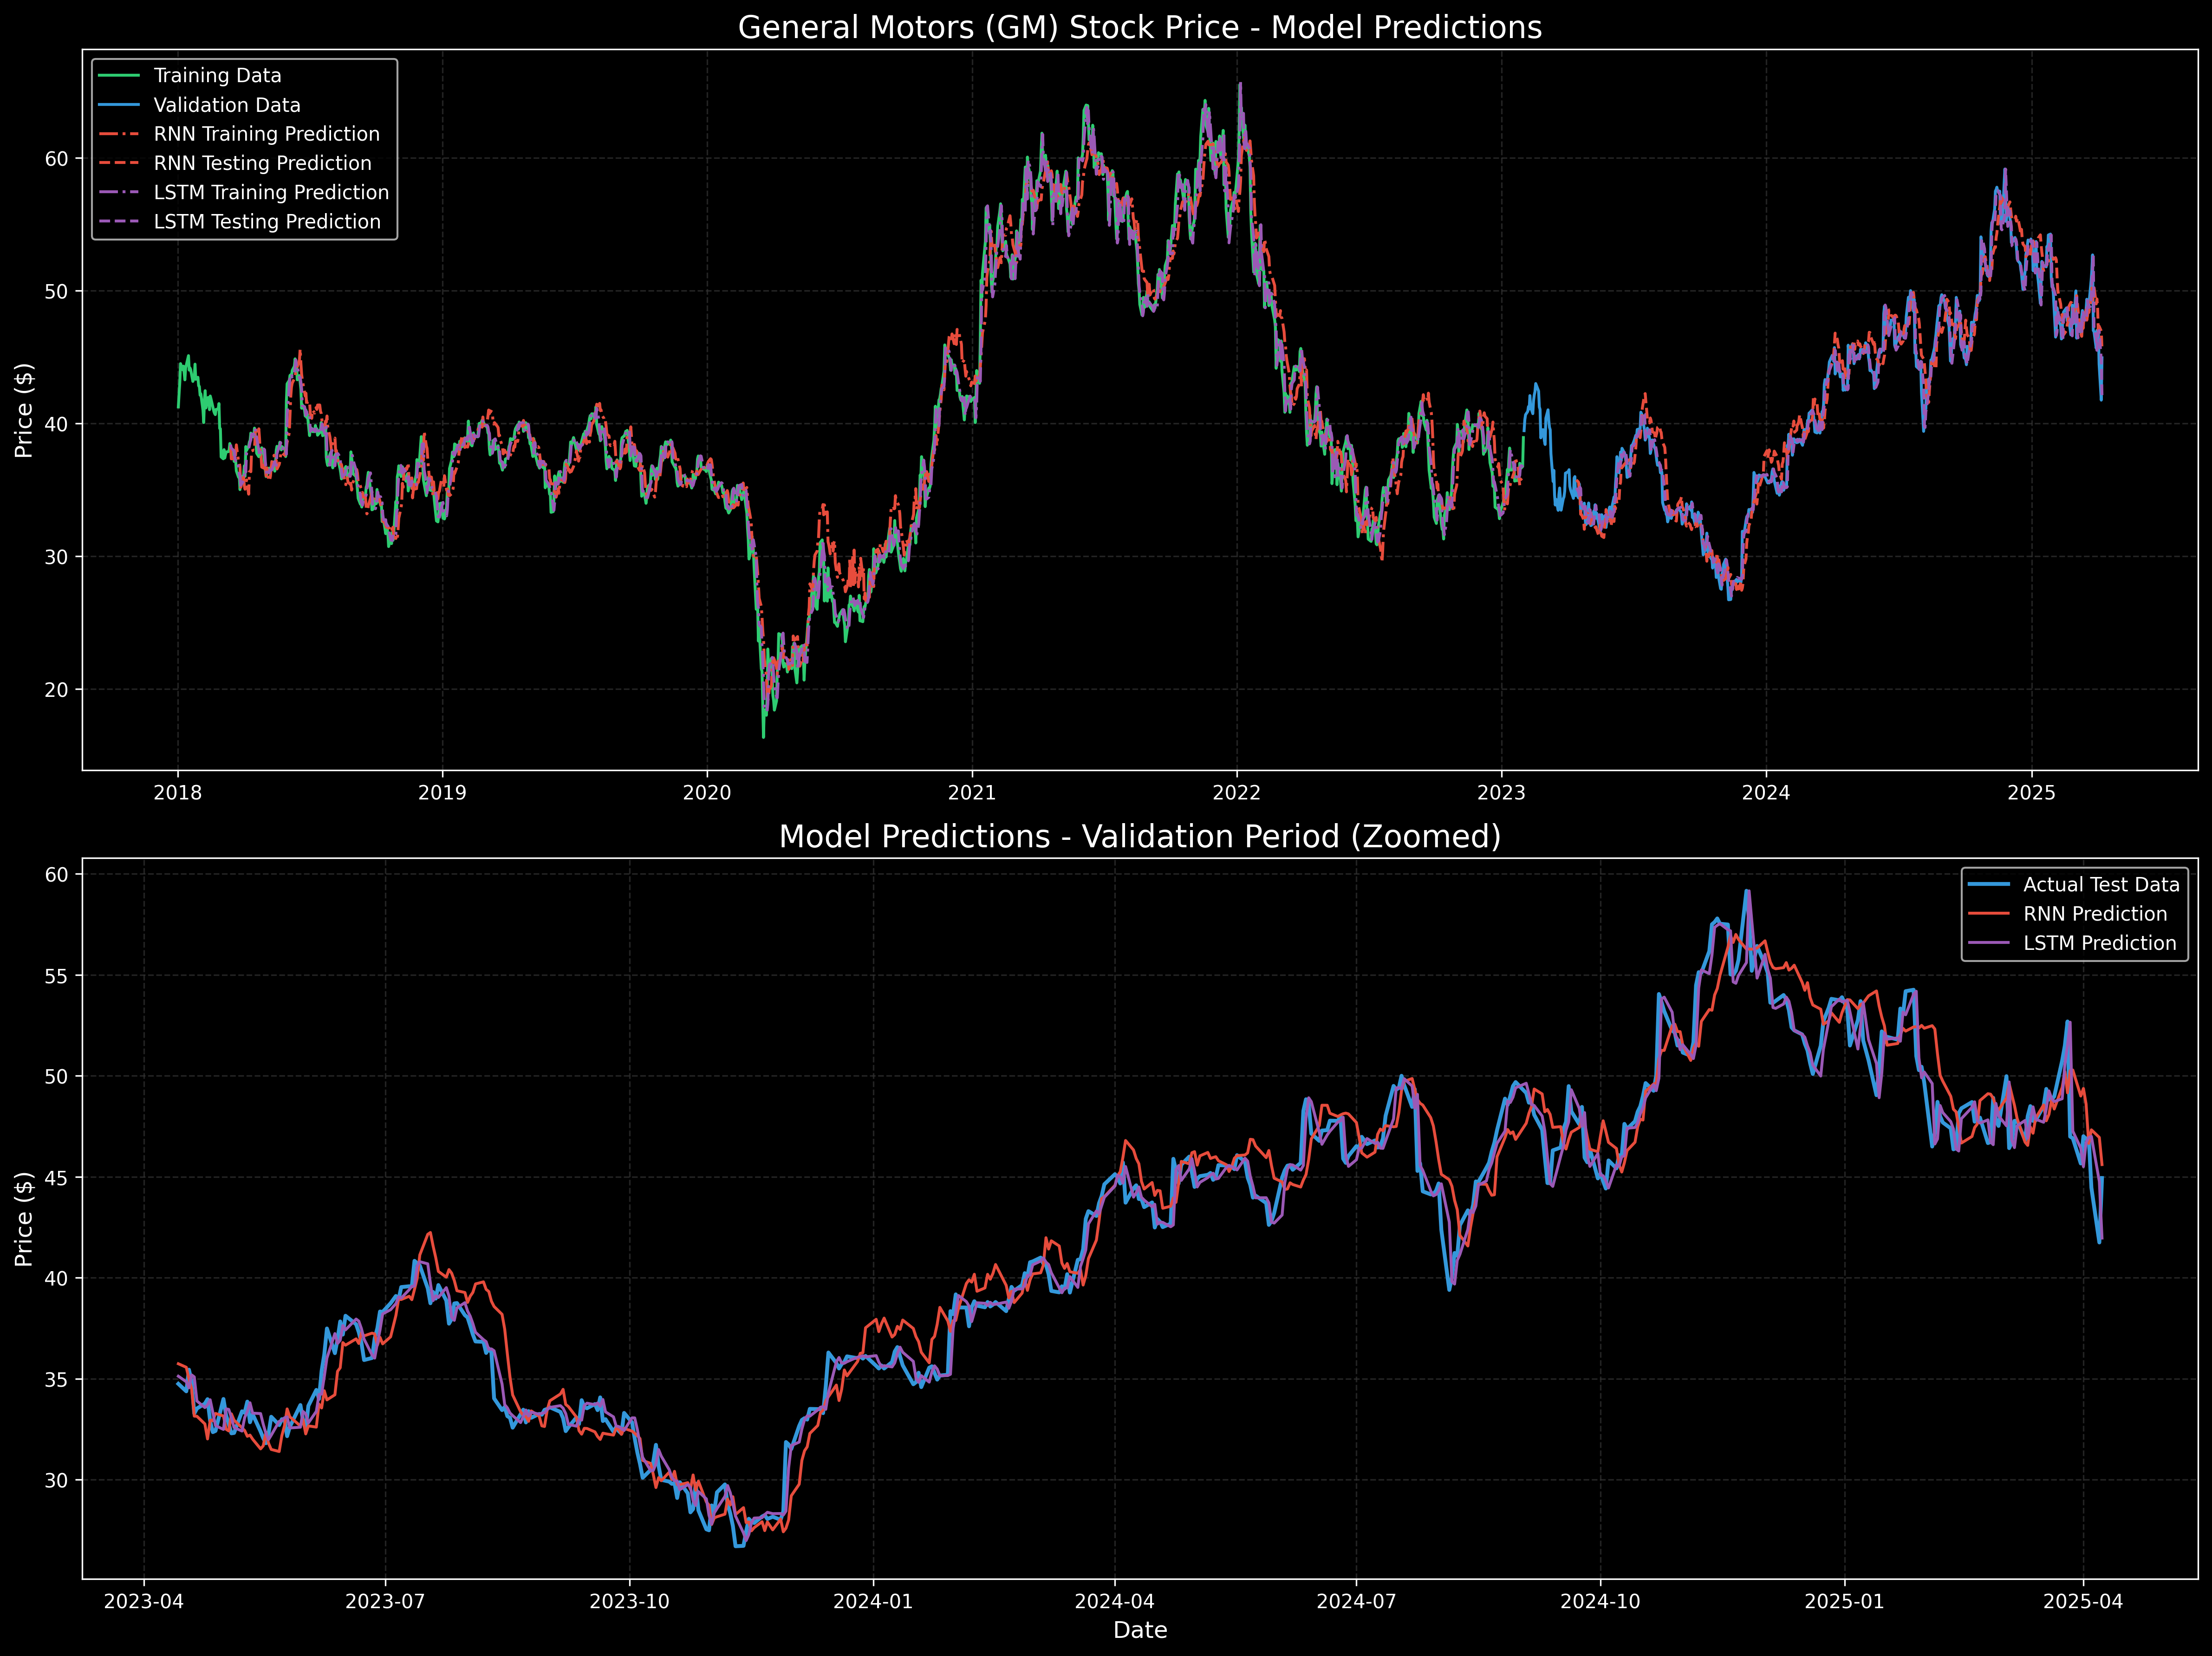 General Motors (GM) Stock Price - Model Predictions
Training Data
Validation Data
RNN Training Prediction
RNN Testing Prediction
LSTM Training Prediction
LSTM Testing Prediction
Price ($)
60
50
40
30
20
2018
2019
2020
2021
2022
2023
2024
2025
Model Predictions - Validation Period (Zoomed)
Actual Test Data
RNN Prediction
LSTM Prediction
Price ($)
60
55
50
45
40
35
30
2023-04
2023-07
2023-10
2024-01
2024-04
2024-07
2024-10
2025-01
2025-04
Date